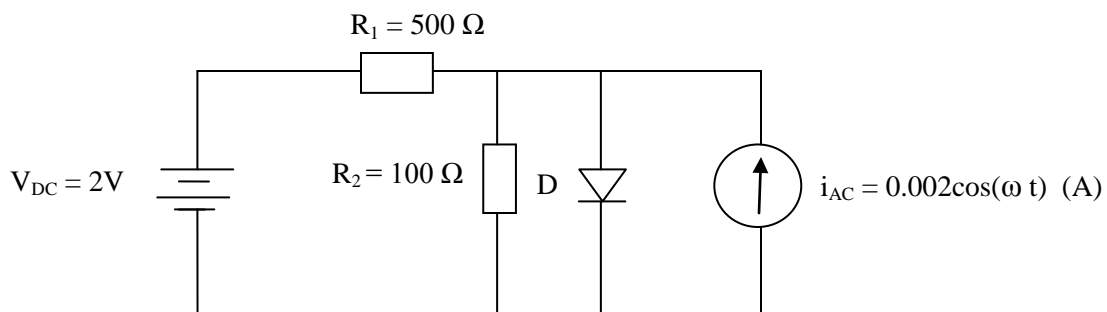 R₁ = 500 Ω
V_DC = 2V
R₂ = 100 Ω
D
i_AC = 0.002cos(ω t) (A)